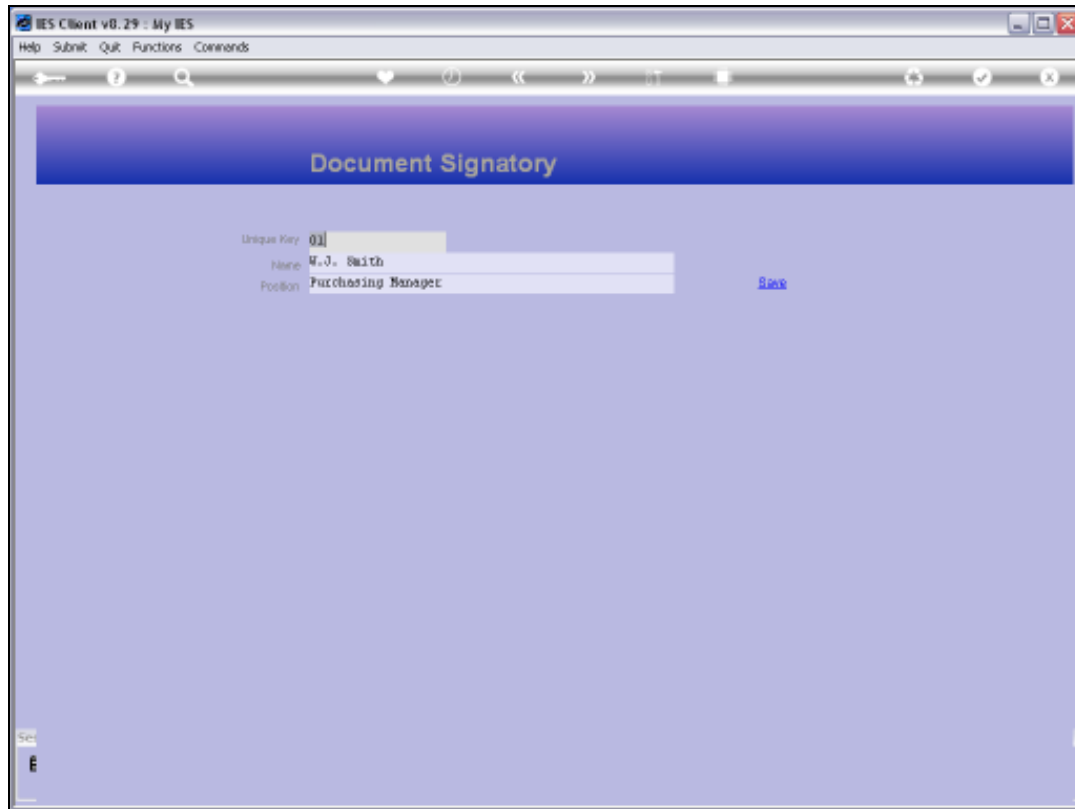 IES Client v8.29 : My IES
Help Submit Quit Functions Commands
Document Signatory
Unique Key 01
Name W.J. Smith
Position Purchasing Manager
Save